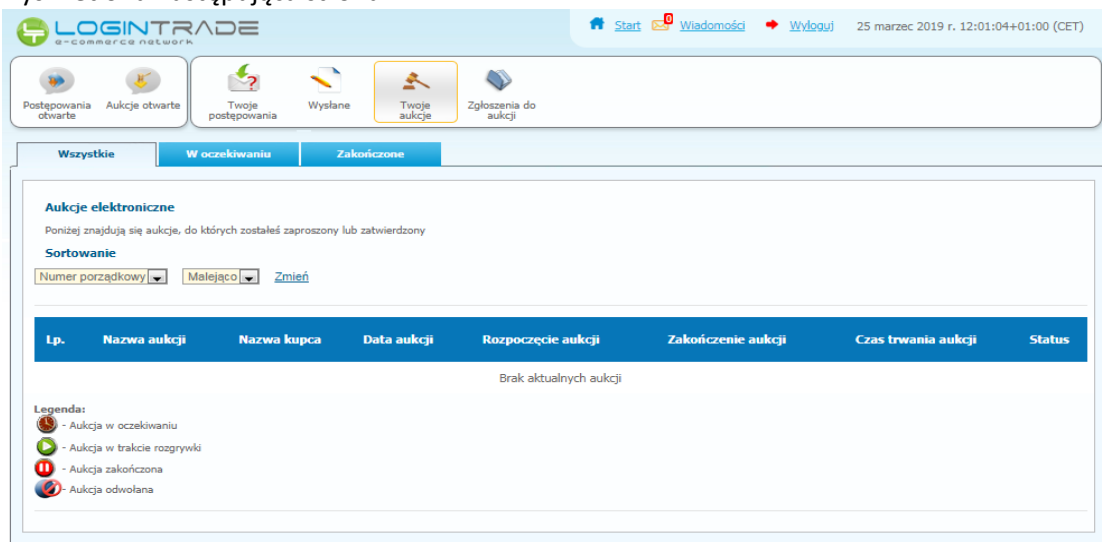 LOGINTRADE
e-commerce network
Start 0 Wiadomości Wyloguj 25 marzec 2019 r. 12:01:04+01:00 (CET)
Postępowania otwarte
Aukcje otwarte
Twoje postępowania
Wysłane
Twoje aukcje
Zgłoszenia do aukcji
Wszystkie W oczekiwaniu Zakończone
Aukcje elektroniczne
Poniżej znajdują się aukcje, do których zostałeś zaproszony lub zatwierdzony
Sortowanie
Numer porządkowy Malejąco Zmień
Lp. Nazwa aukcji Nazwa kupca Data aukcji Rozpoczęcie aukcji Zakończenie aukcji Czas trwania aukcji Status
Brak aktualnych aukcji
Legenda:
- Aukcja w oczekiwaniu
- Aukcja w trakcie rozgrywki
- Aukcja zakończona
- Aukcja odwołana